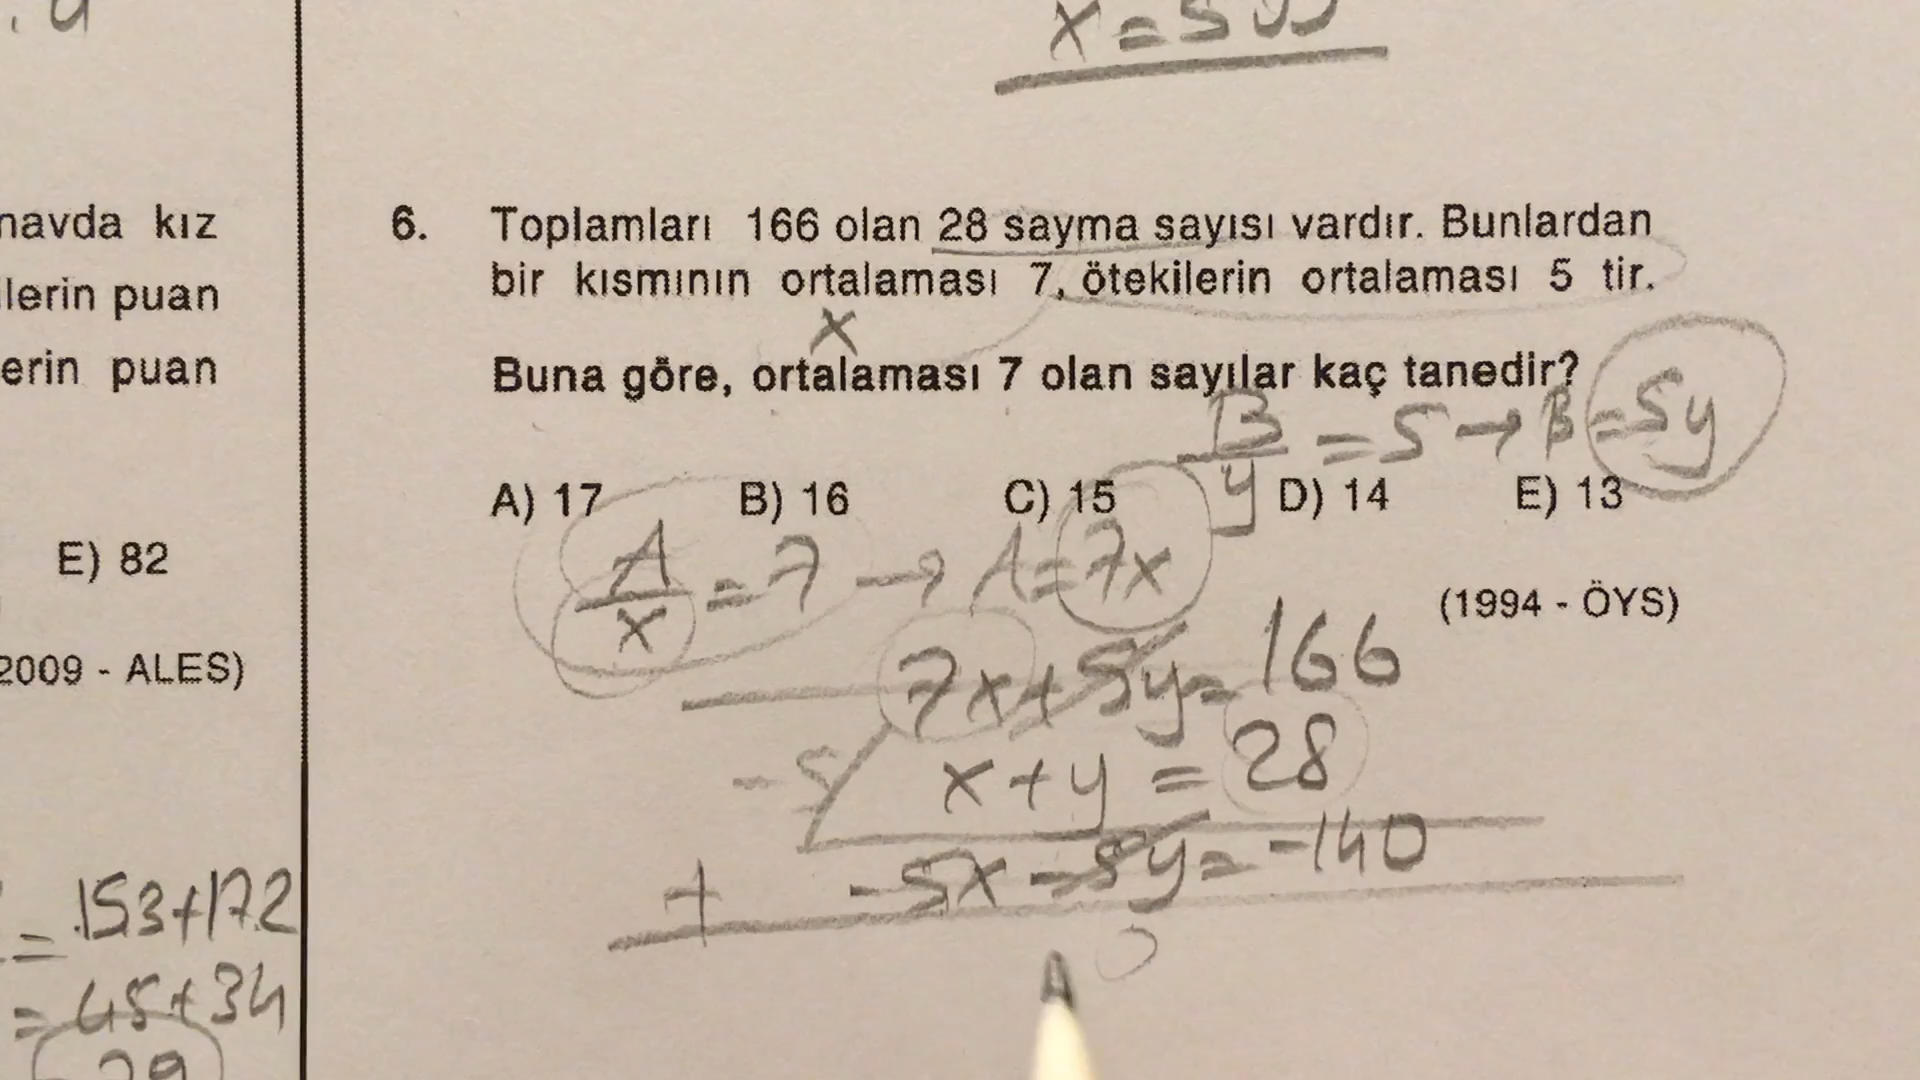 navda kız
lerin puan
erin puan
E) 82
2009 - ALES)
= 153+172
= 45+34
6. Toplamları 166 olan 28 sayma sayısı vardır. Bunlardan
bir kısmının ortalaması 7, ötekilerin ortalaması 5 tir.
x
Buna göre, ortalaması 7 olan sayılar kaç tanedir?
B/y = 5 → B = 5y
A) 17 B) 16 C) 15 D) 14 E) 13
A/x = 7 → A = 7x
(1994 - ÖYS)
7x + 5y = 166
-5/ x + y = 28
+ -5x - 5y = -140
0